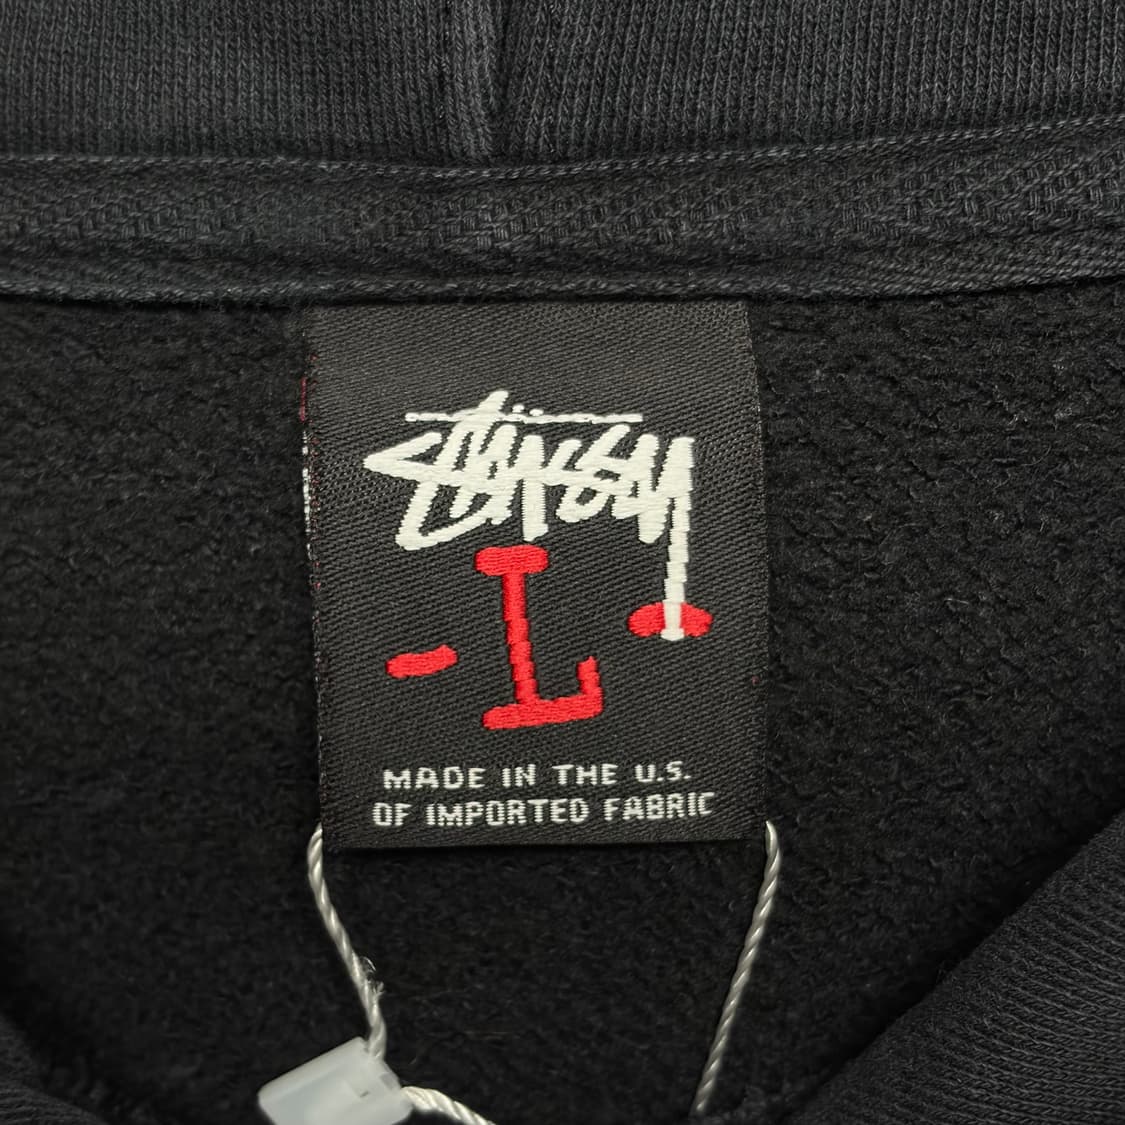 Stüssy
- L -
MADE IN THE U.S.
OF IMPORTED FABRIC